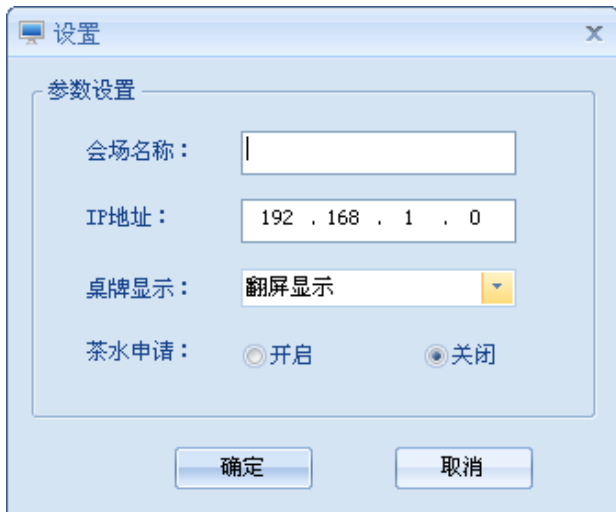 设置
参数设置
会场名称：
IP地址： 192 . 168 . 1 . 0
桌牌显示： 翻屏显示
茶水申请： 开启 关闭
确定 取消